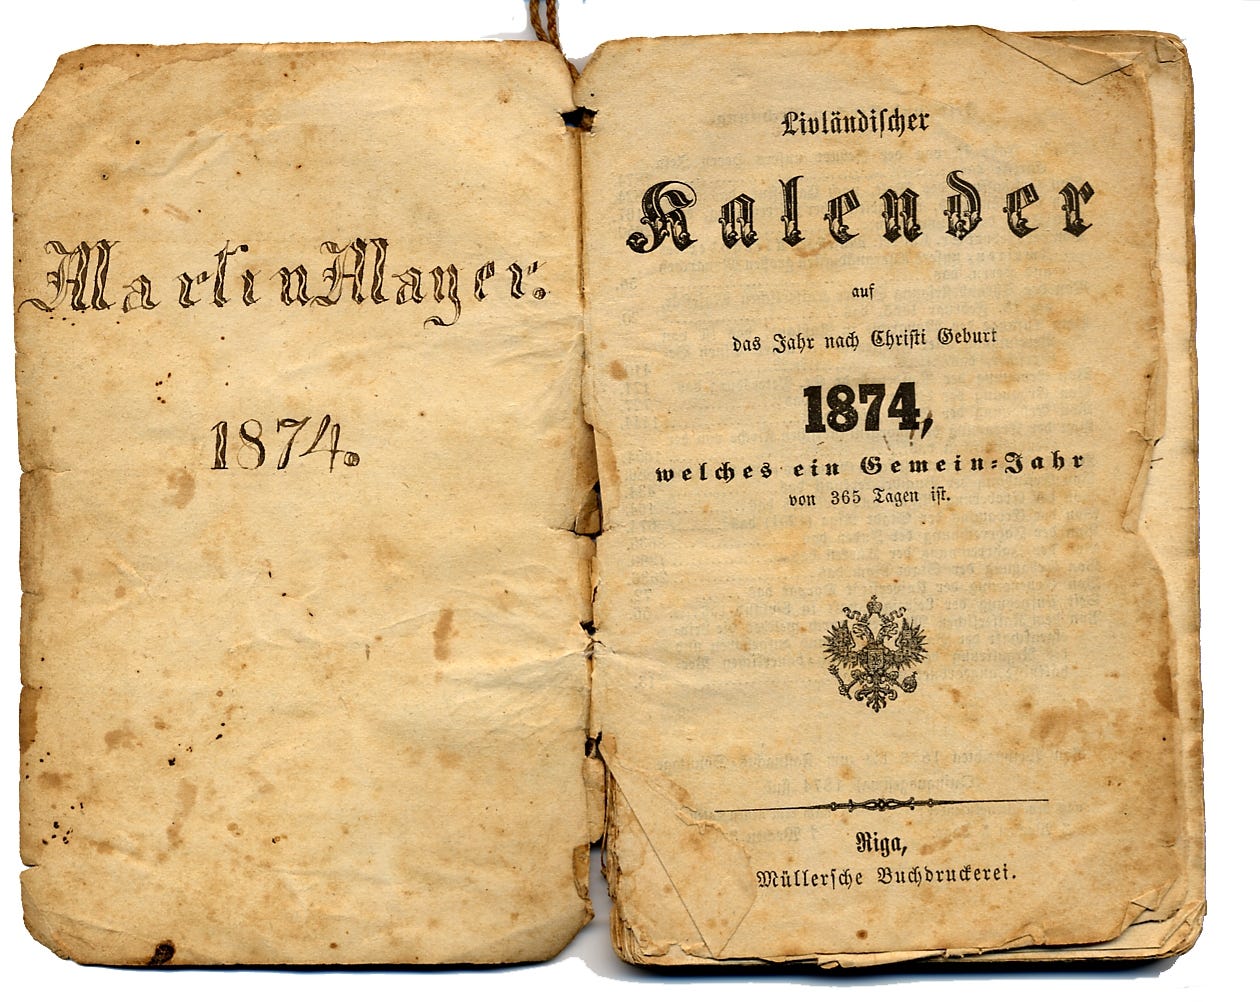 Martin Mayer.
1874.
Livländischer
Kalender
auf
das Jahr nach Christi Geburt
1874,
welches ein Gemein-Jahr
von 365 Tagen ist.
Riga,
Müllersche Buchdruckerei.